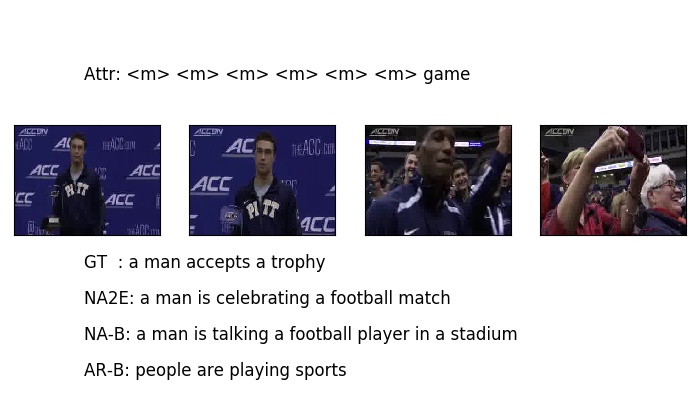 Attr: <m> <m> <m> <m> <m> <m> game
ACCDN ACCDN ACCDN ACCDN
AC theACC.com AC theACC.com
ACC ACC ACC ACC
PITT PITT
ACC ACC ACC
GT : a man accepts a trophy
NA2E: a man is celebrating a football match
NA-B: a man is talking a football player in a stadium
AR-B: people are playing sports